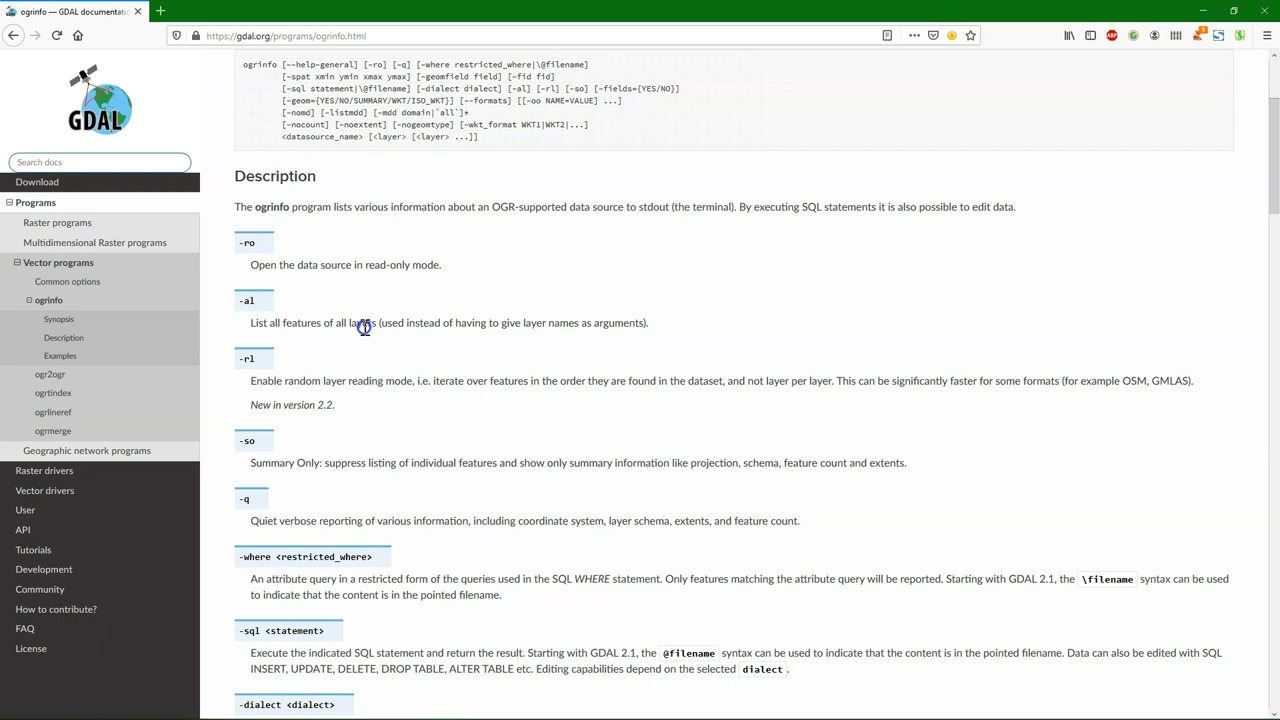 ogrinfo — GDAL documentatio
https://gdal.org/programs/ogrinfo.html
GDAL
Search docs
Download
Programs
Raster programs
Multidimensional Raster programs
Vector programs
Common options
ogrinfo
Synopsis
Description
Examples
ogr2ogr
ogrtindex
ogrlineref
ogrmerge
Geographic network programs
Raster drivers
Vector drivers
User
API
Tutorials
Development
Community
How to contribute?
FAQ
License
ogrinfo [--help-general] [-ro] [-q] [-where restricted_where|\@filename]
[-spat xmin ymin xmax ymax] [-geomfield field] [-fid fid]
[-sql statement|\@filename] [-dialect dialect] [-al] [-rl] [-so] [-fields={YES/NO}]
[-geom={YES/NO/SUMMARY/WKT/ISO_WKT}] [--formats] [[-oo NAME=VALUE] ...]
[-nomd] [-listmdd] [-mdd domain|`all`]*
[-nocount] [-noextent] [-nogeomtype] [-wkt_format WKT1|WKT2|...]
<datasource_name> [<layer> [<layer> ...]]
Description
The ogrinfo program lists various information about an OGR-supported data source to stdout (the terminal). By executing SQL statements it is also possible to edit data.
-ro
Open the data source in read-only mode.
-al
List all features of all layers (used instead of having to give layer names as arguments).
-rl
Enable random layer reading mode, i.e. iterate over features in the order they are found in the dataset, and not layer per layer. This can be significantly faster for some formats (for example OSM, GMLAS).
New in version 2.2.
-so
Summary Only: suppress listing of individual features and show only summary information like projection, schema, feature count and extents.
-q
Quiet verbose reporting of various information, including coordinate system, layer schema, extents, and feature count.
-where <restricted_where>
An attribute query in a restricted form of the queries used in the SQL WHERE statement. Only features matching the attribute query will be reported. Starting with GDAL 2.1, the \filename syntax can be used
to indicate that the content is in the pointed filename.
-sql <statement>
Execute the indicated SQL statement and return the result. Starting with GDAL 2.1, the @filename syntax can be used to indicate that the content is in the pointed filename. Data can also be edited with SQL
INSERT, UPDATE, DELETE, DROP TABLE, ALTER TABLE etc. Editing capabilities depend on the selected dialect .
-dialect <dialect>